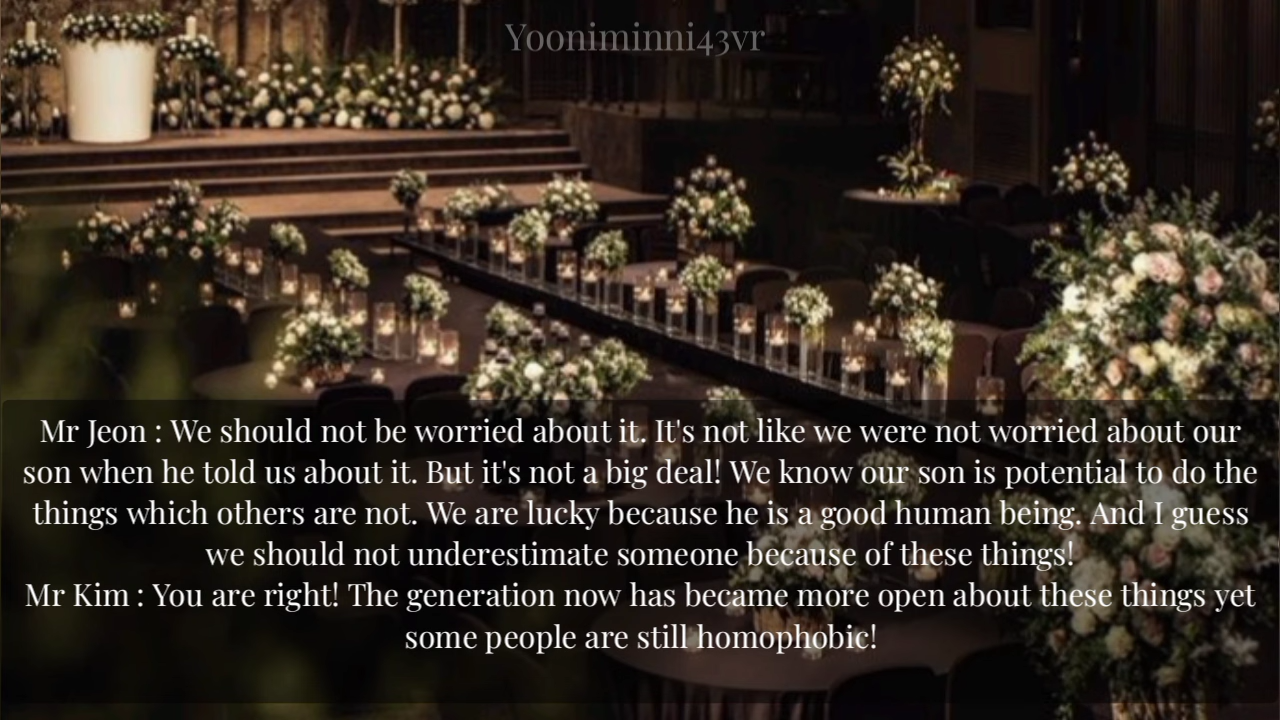 Yooniminni43vr
Mr Jeon : We should not be worried about it. It's not like we were not worried about our
son when he told us about it. But it's not a big deal! We know our son is potential to do the
things which others are not. We are lucky because he is a good human being. And I guess
we should not underestimate someone because of these things!
Mr Kim : You are right! The generation now has became more open about these things yet
some people are still homophobic!